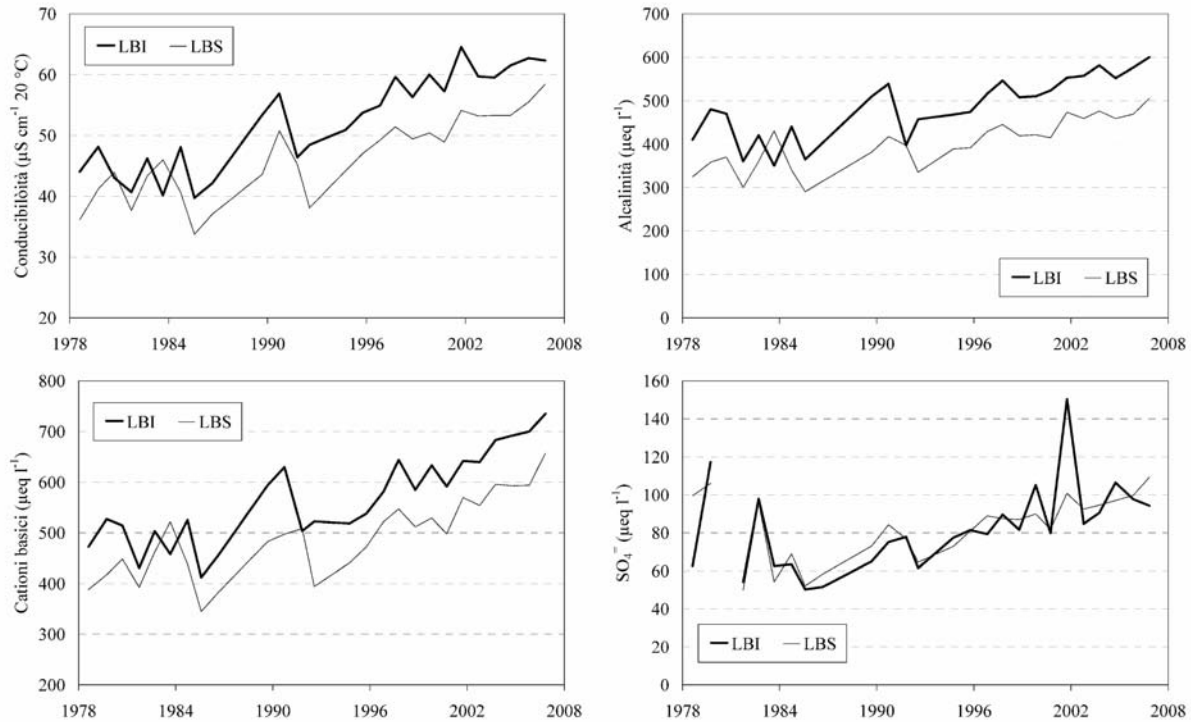 70
60
50
40
30
20
Conducibilòità (µS cm⁻¹ 20 °C)
LBI LBS
1978 1984 1990 1996 2002 2008
700
600
500
400
300
200
100
0
Alcalinità (µeq l⁻¹)
LBI LBS
1978 1984 1990 1996 2002 2008
800
700
600
500
400
300
200
Cationi basici (µeq l⁻¹)
LBI LBS
1978 1984 1990 1996 2002 2008
160
140
120
100
80
60
40
20
0
SO₄⁼ (µeq l⁻¹)
LBI LBS
1978 1984 1990 1996 2002 2008